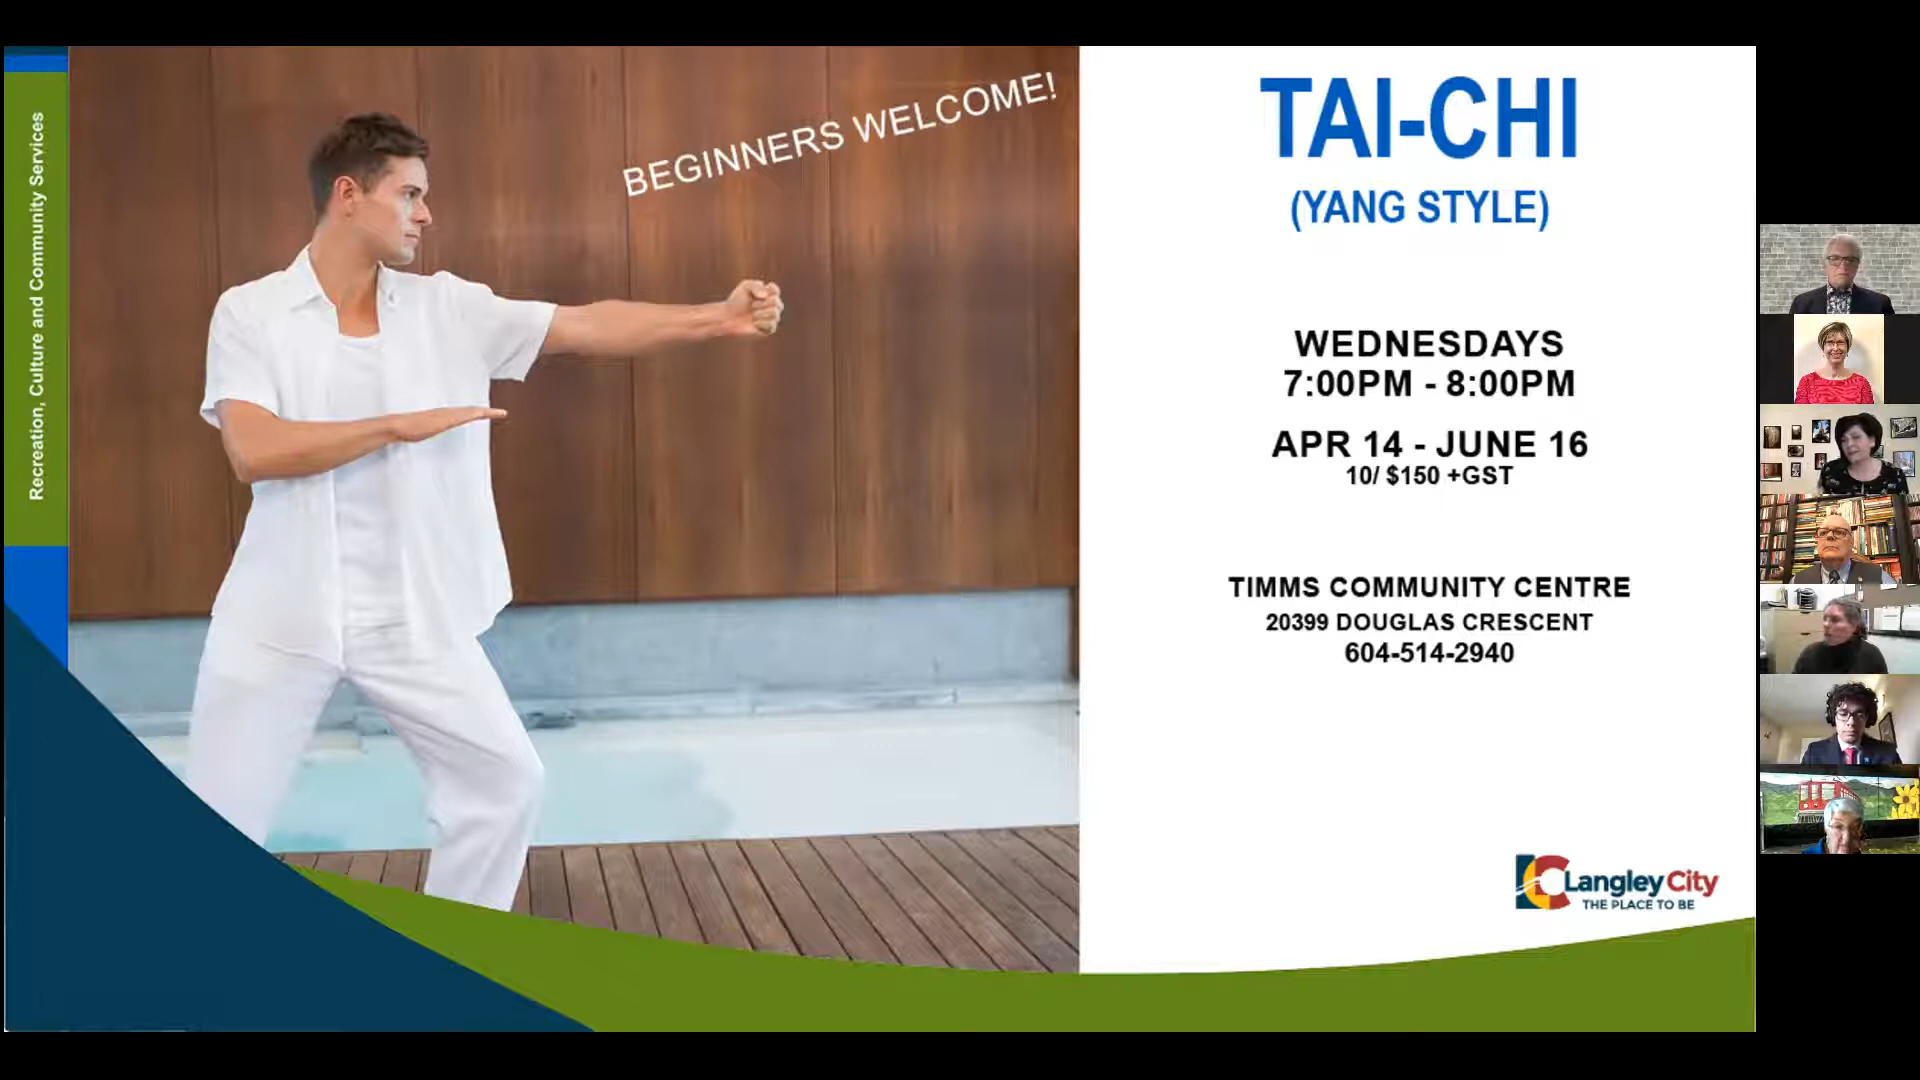 Recreation, Culture and Community Services
BEGINNERS WELCOME!
TAI-CHI
(YANG STYLE)
WEDNESDAYS
7:00PM - 8:00PM
APR 14 - JUNE 16
10/ $150 +GST
TIMMS COMMUNITY CENTRE
20399 DOUGLAS CRESCENT
604-514-2940
LC Langley City
THE PLACE TO BE